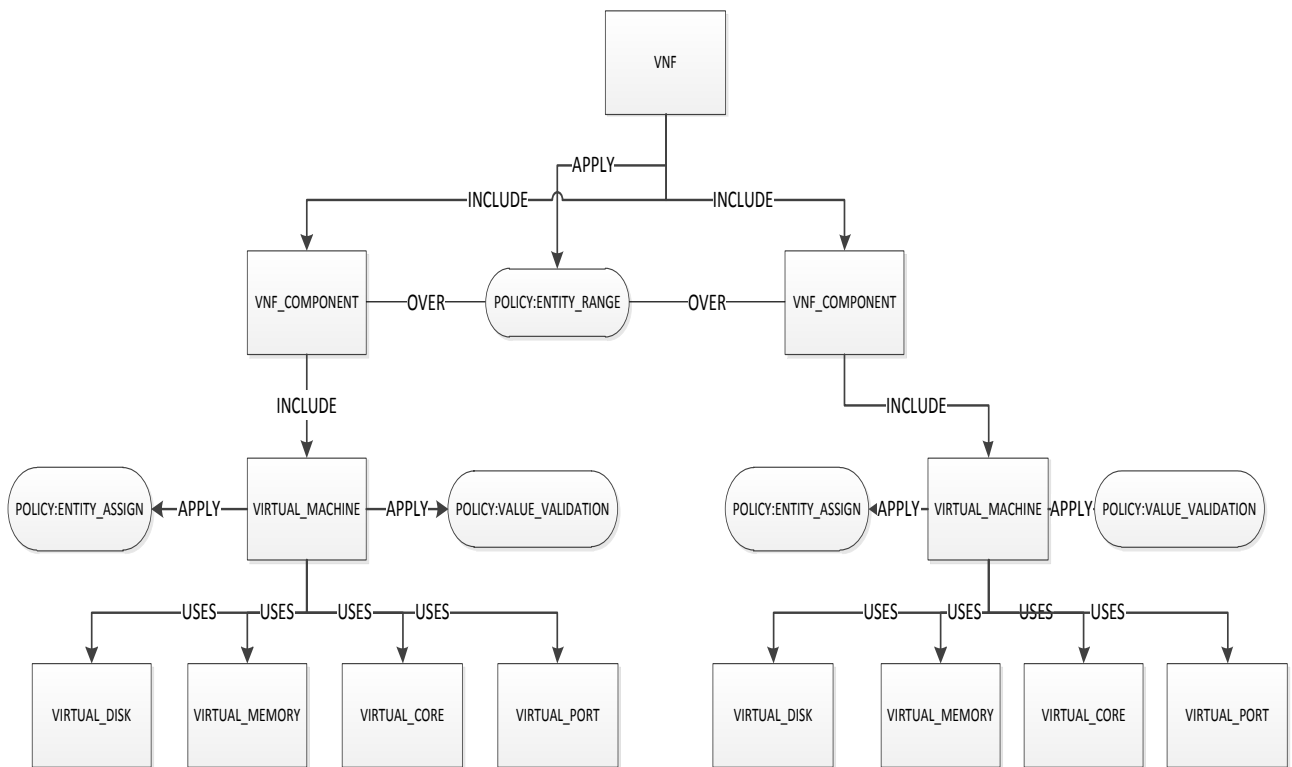 VNF
APPLY
INCLUDE INCLUDE
VNF_COMPONENT OVER POLICY:ENTITY_RANGE OVER VNF_COMPONENT
INCLUDE INCLUDE
POLICY:ENTITY_ASSIGN APPLY VIRTUAL_MACHINE APPLY POLICY:VALUE_VALIDATION POLICY:ENTITY_ASSIGN APPLY VIRTUAL_MACHINE APPLY POLICY:VALUE_VALIDATION
USES USES USES USES USES USES USES USES
VIRTUAL_DISK VIRTUAL_MEMORY VIRTUAL_CORE VIRTUAL_PORT VIRTUAL_DISK VIRTUAL_MEMORY VIRTUAL_CORE VIRTUAL_PORT